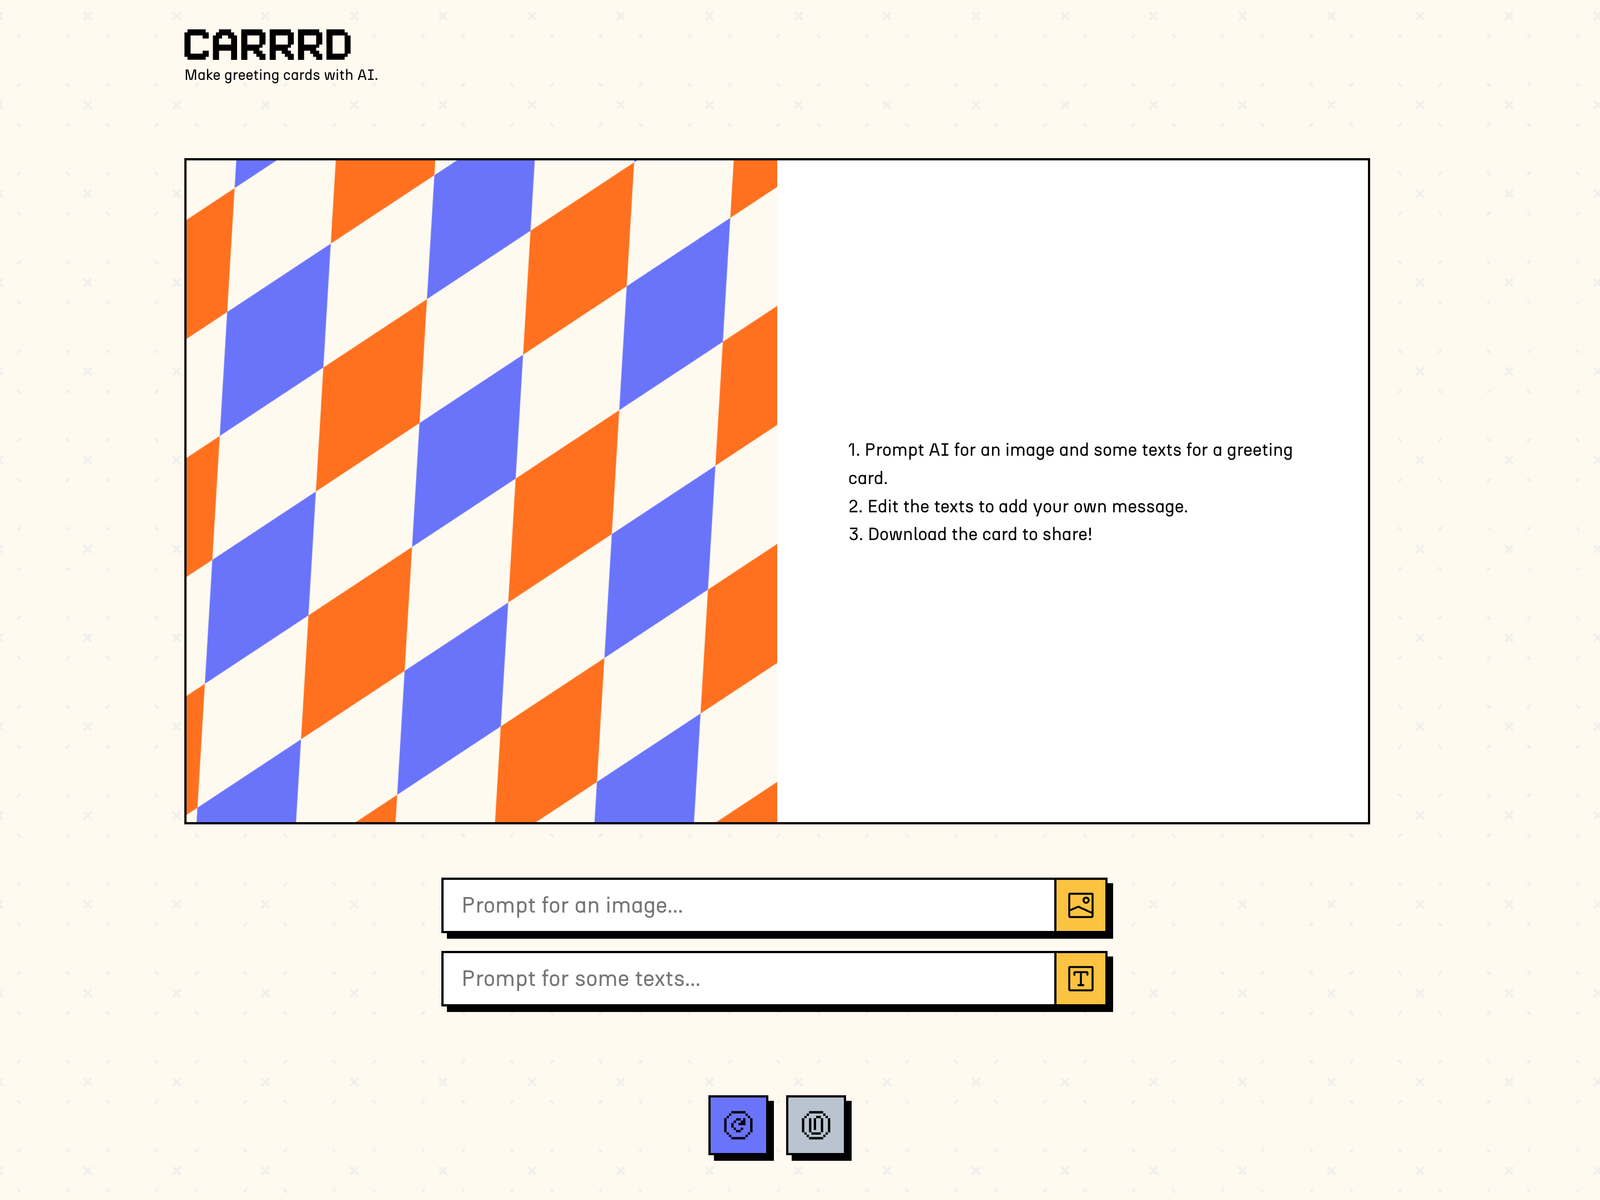 CARRRD
Make greeting cards with AI.
1. Prompt AI for an image and some texts for a greeting
card.
2. Edit the texts to add your own message.
3. Download the card to share!
Prompt for an image...
Prompt for some texts...